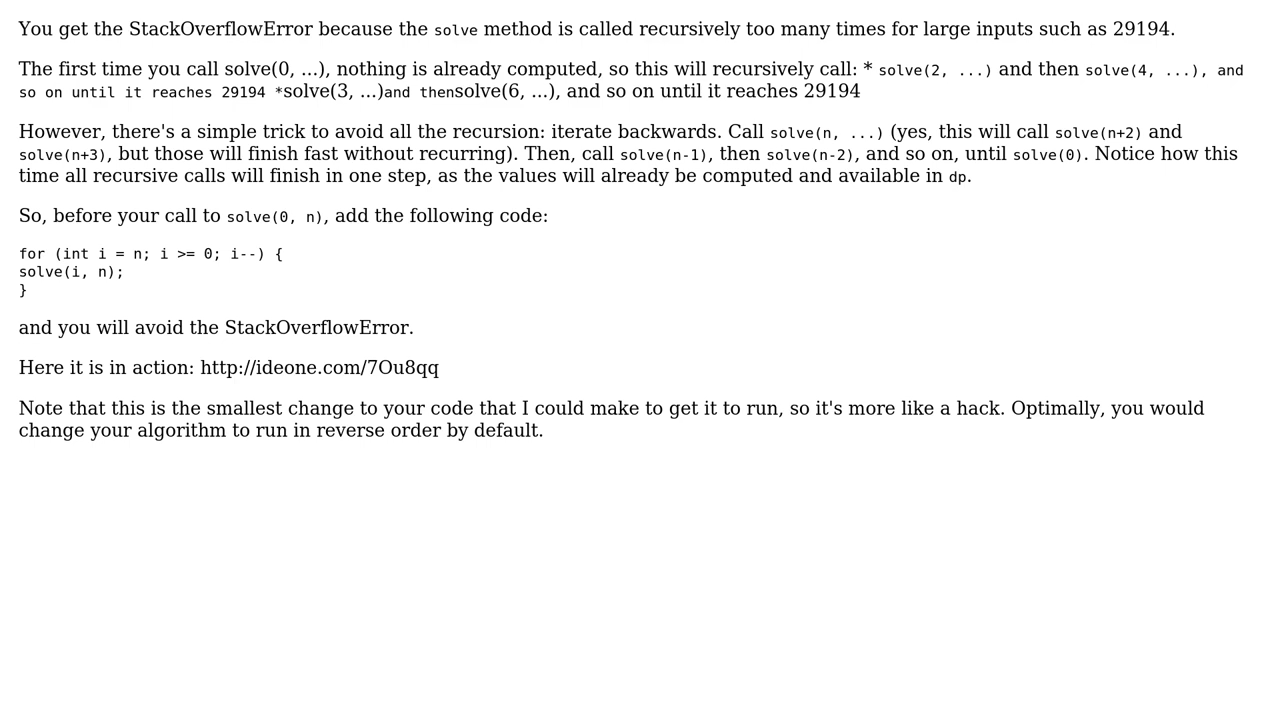 You get the StackOverflowError because the solve method is called recursively too many times for large inputs such as 29194.
The first time you call solve(0, ...), nothing is already computed, so this will recursively call: * solve(2, ...) and then solve(4, ...), and
so on until it reaches 29194 *solve(3, ...)and thensolve(6, ...), and so on until it reaches 29194
However, there's a simple trick to avoid all the recursion: iterate backwards. Call solve(n, ...) (yes, this will call solve(n+2) and
solve(n+3), but those will finish fast without recurring). Then, call solve(n-1), then solve(n-2), and so on, until solve(0). Notice how this
time all recursive calls will finish in one step, as the values will already be computed and available in dp.
So, before your call to solve(0, n), add the following code:
for (int i = n; i >= 0; i--) {
solve(i, n);
}
and you will avoid the StackOverflowError.
Here it is in action: http://ideone.com/7Ou8qq
Note that this is the smallest change to your code that I could make to get it to run, so it's more like a hack. Optimally, you would
change your algorithm to run in reverse order by default.